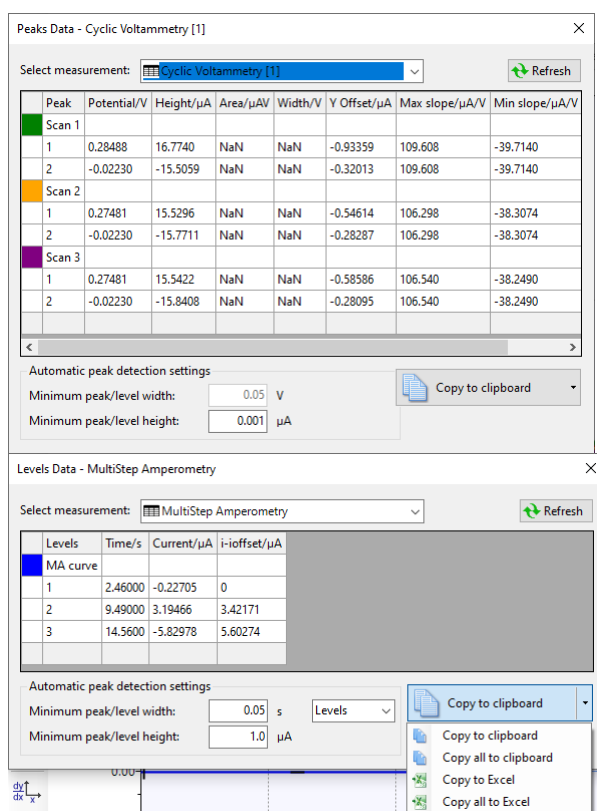 Peaks Data - Cyclic Voltammetry [1]
Select measurement: Cyclic Voltammetry [1] Refresh
Peak Potential/V Height/µA Area/µAV Width/V Y Offset/µA Max slope/µA/V Min slope/µA/V
Scan 1
1 0.28488 16.7740 NaN NaN -0.93359 109.608 -39.7140
2 -0.02230 -15.5059 NaN NaN -0.32013 109.608 -39.7140
Scan 2
1 0.27481 15.5296 NaN NaN -0.54614 106.298 -38.3074
2 -0.02230 -15.7711 NaN NaN -0.28287 106.298 -38.3074
Scan 3
1 0.27481 15.5422 NaN NaN -0.58586 106.540 -38.2490
2 -0.02230 -15.8408 NaN NaN -0.28095 106.540 -38.2490
Automatic peak detection settings
Minimum peak/level width: 0.05 V Copy to clipboard
Minimum peak/level height: 0.001 µA
Levels Data - MultiStep Amperometry
Select measurement: MultiStep Amperometry Refresh
Levels Time/s Current/µA i-ioffset/µA
MA curve
1 2.46000 -0.22705 0
2 9.49000 3.19466 3.42171
3 14.5600 -5.82978 5.60274
Automatic peak detection settings
Minimum peak/level width: 0.05 s Levels Copy to clipboard
Minimum peak/level height: 1.0 µA
Copy to clipboard
Copy all to clipboard
Copy to Excel
Copy all to Excel
0.00
dy
dx x